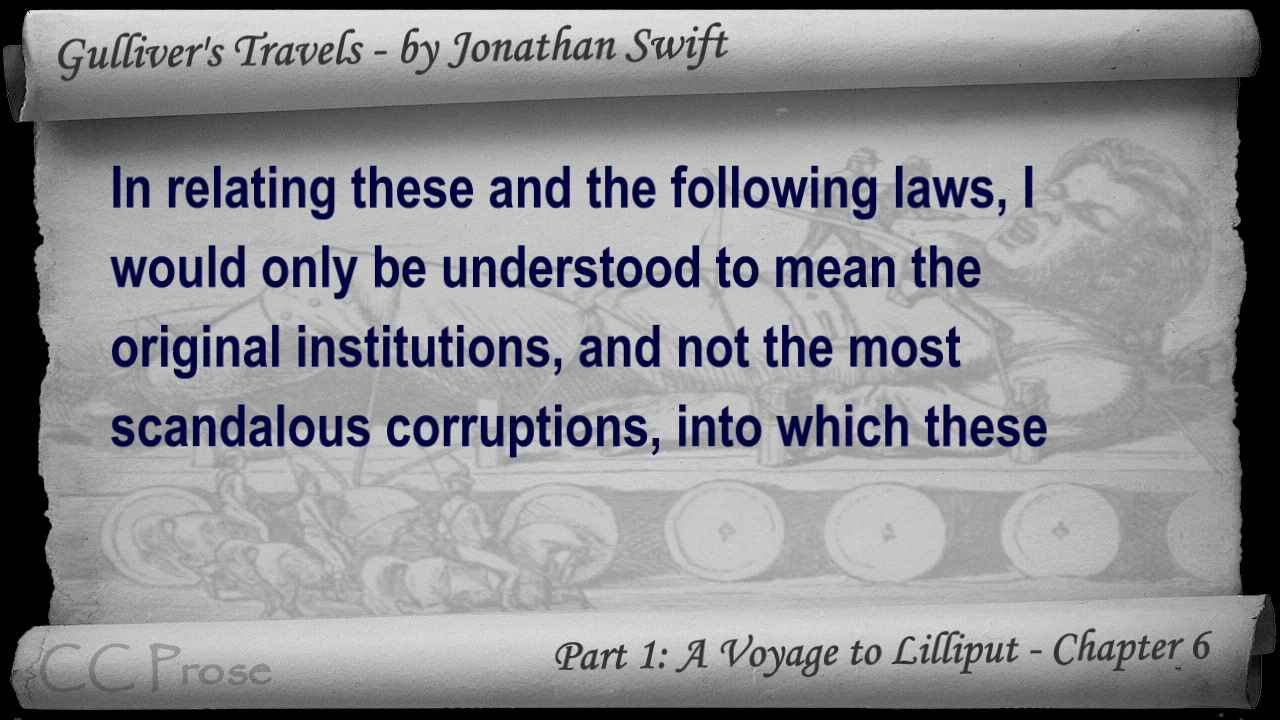 Gulliver's Travels - by Jonathan Swift
In relating these and the following laws, I
would only be understood to mean the
original institutions, and not the most
scandalous corruptions, into which these
CC Prose
Part 1: A Voyage to Lilliput - Chapter 6